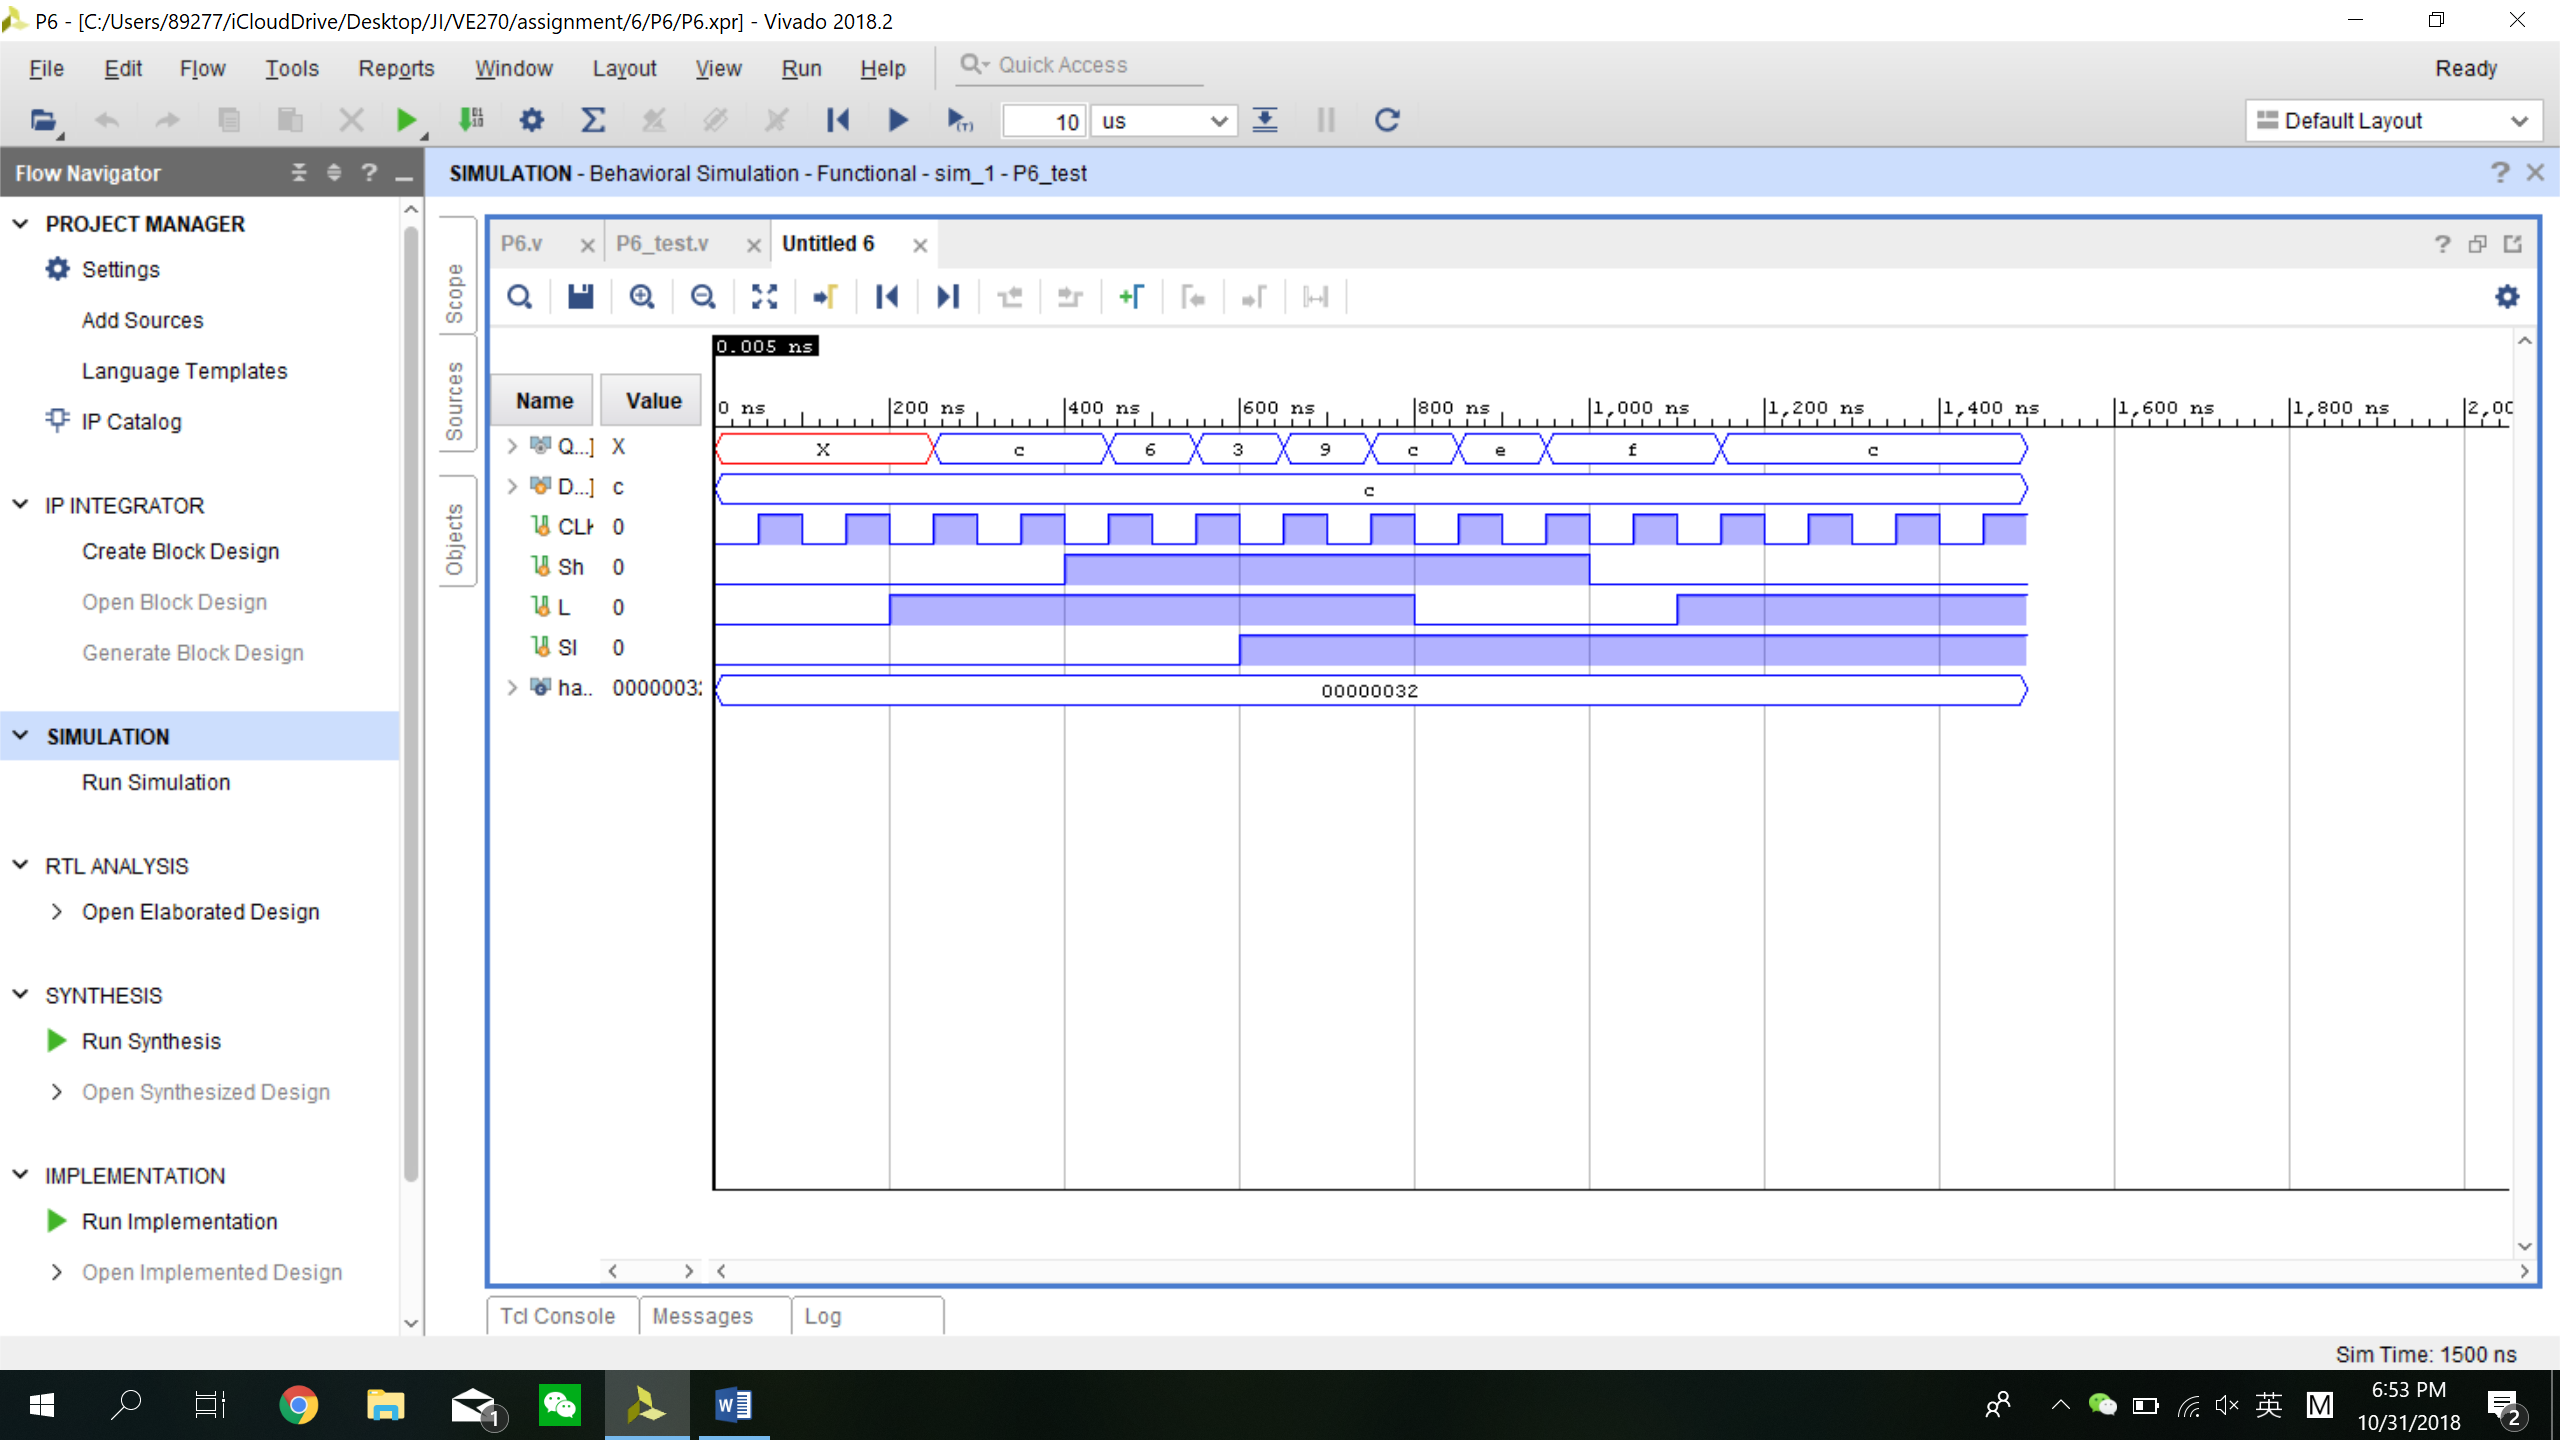 P6 - [C:/Users/89277/iCloudDrive/Desktop/JI/VE270/assignment/6/P6/P6.xpr] - Vivado 2018.2
File Edit Flow Tools Reports Window Layout View Run Help Quick Access Ready
10 us Default Layout
Flow Navigator
SIMULATION - Behavioral Simulation - Functional - sim_1 - P6_test
PROJECT MANAGER
Settings
Add Sources
Language Templates
IP Catalog
IP INTEGRATOR
Create Block Design
Open Block Design
Generate Block Design
SIMULATION
Run Simulation
RTL ANALYSIS
Open Elaborated Design
SYNTHESIS
Run Synthesis
Open Synthesized Design
IMPLEMENTATION
Run Implementation
Open Implemented Design
Scope
Sources
Objects
P6.v P6_test.v Untitled 6
0.005 ns
Name Value
0 ns 200 ns 400 ns 600 ns 800 ns 1,000 ns 1,200 ns 1,400 ns 1,600 ns 1,800 ns 2,00
Q...] X X c 6 3 9 c e f c
D...] c c
CLK 0
Sh 0
L 0
SI 0
ha.. 00000032 00000032
Tcl Console Messages Log
Sim Time: 1500 ns
1 W 英 M 6:53 PM
10/31/2018 2